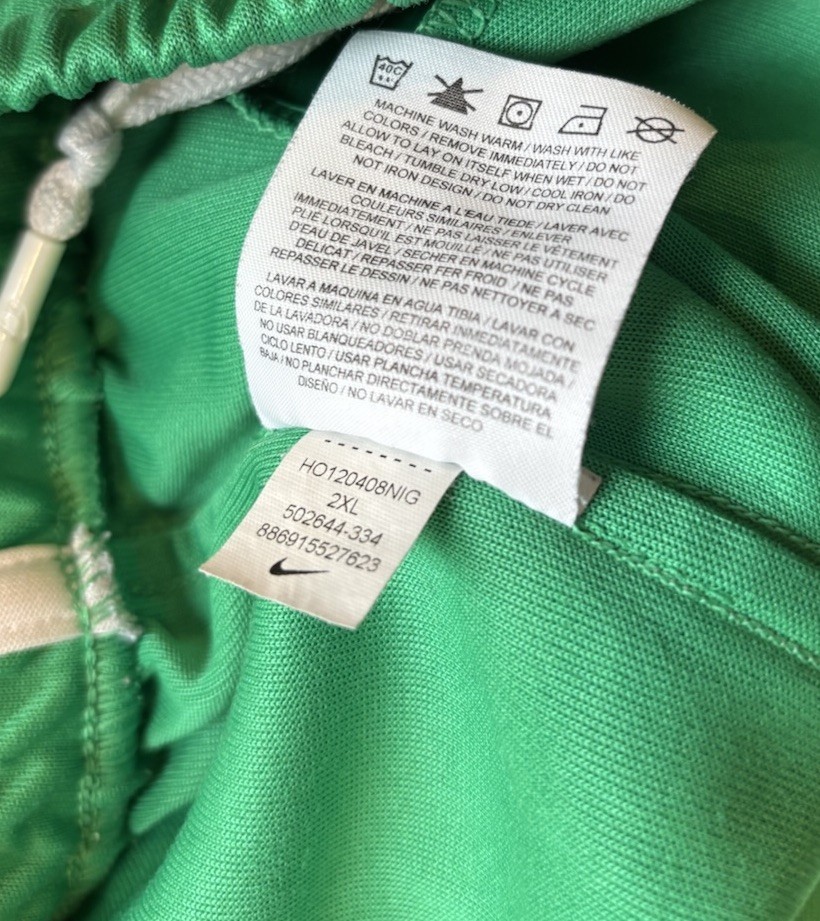 40C
MACHINE WASH WARM / WASH WITH LIKE
COLORS / REMOVE IMMEDIATELY / DO NOT
ALLOW TO LAY ON ITSELF WHEN WET / DO NOT
BLEACH / TUMBLE DRY LOW / COOL IRON / DO
NOT IRON DESIGN / DO NOT DRY CLEAN
LAVER EN MACHINE A L'EAU TIEDE / LAVER AVEC
COULEURS SIMILAIRES / ENLEVER
IMMEDIATEMENT / NE PAS LAISSER LE VÊTEMENT
PLIÉ LORSQU'IL EST MOUILLÉ / NE PAS UTILISER
D'EAU DE JAVEL / SECHER EN MACHINE CYCLE
DELICAT / REPASSER FER FROID / NE PAS
REPASSER LE DESSIN / NE PAS NETTOYER A SEC
LAVAR A MAQUINA EN AGUA TIBIA / LAVAR CON
COLORES SIMILARES / RETIRAR INMEDIATAMENTE
DE LA LAVADORA / NO DOBLAR PRENDA MOJADA /
NO USAR BLANQUEADORES / USAR SECADORA
CICLO LENTO / USAR PLANCHA TEMPERATURA
BAJA / NO PLANCHAR DIRECTAMENTE SOBRE EL
DISEÑO / NO LAVAR EN SECO
HO120408NIG
2XL
502644-334
886915527623